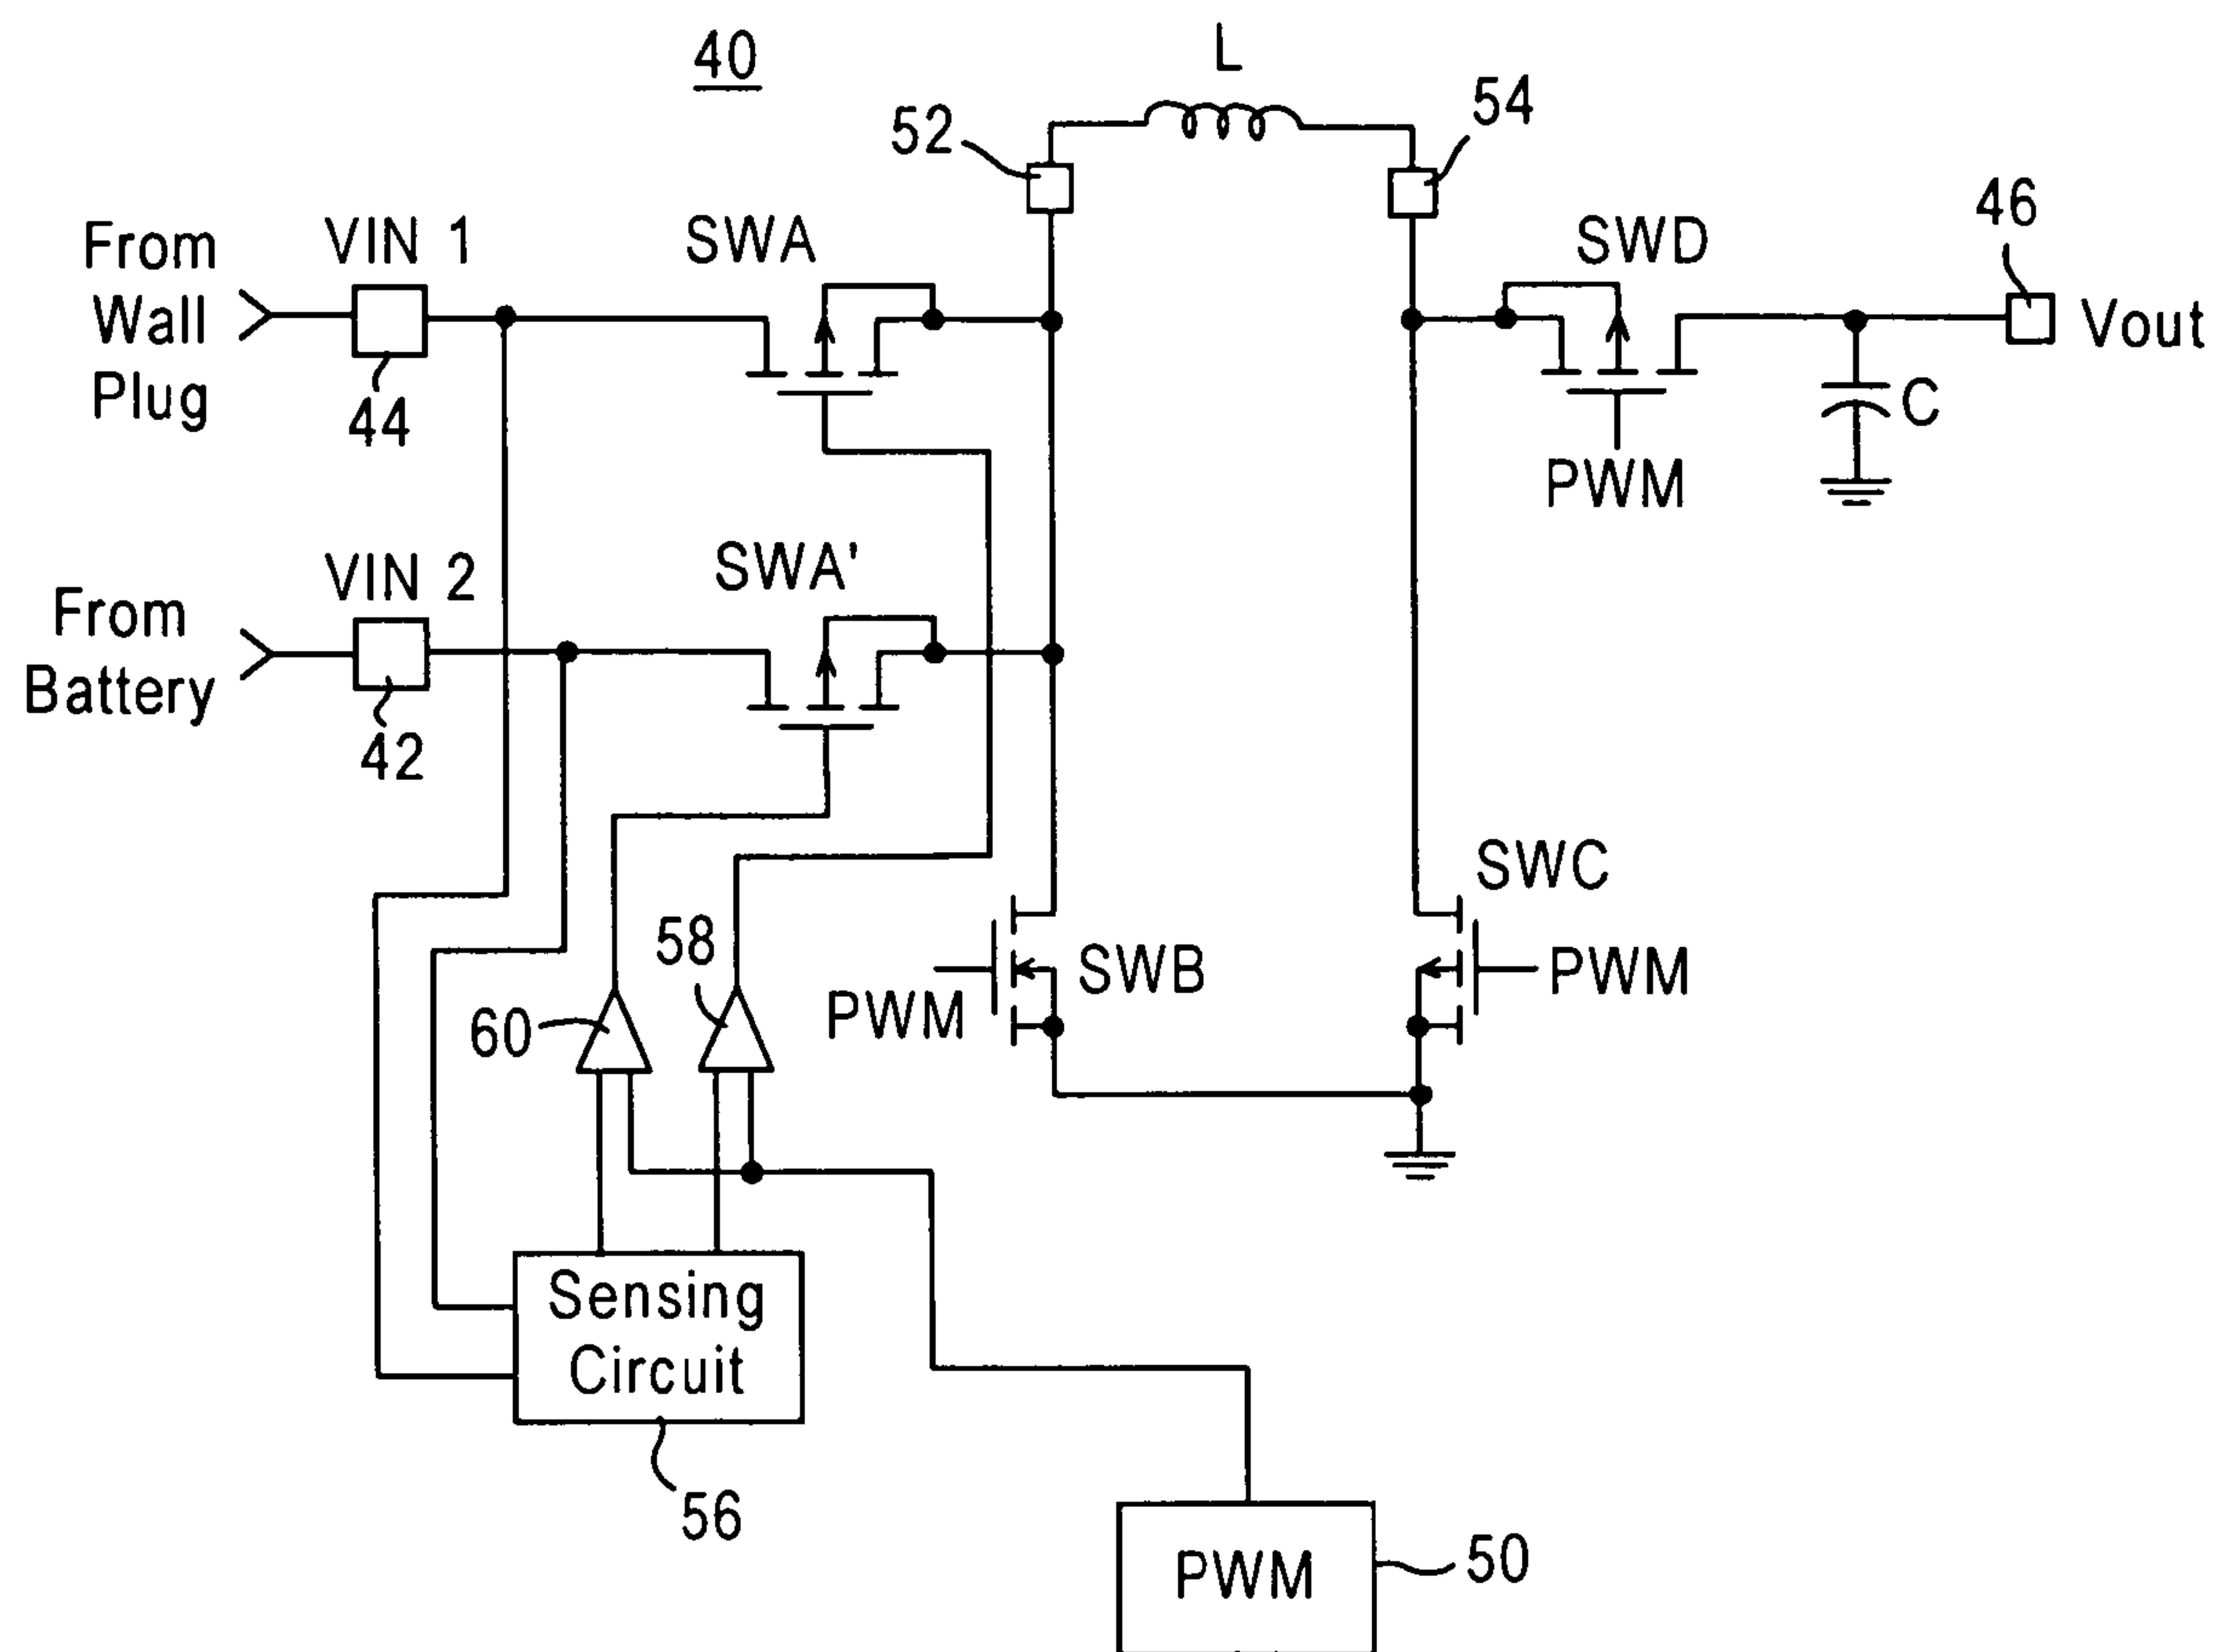 40
L
52
54
46
From
Wall
Plug
VIN 1
SWA
SWD
Vout
44
C
PWM
VIN 2
SWA'
From
Battery
42
SWC
58
SWB
PWM
60
PWM
Sensing
Circuit
56
PWM
50